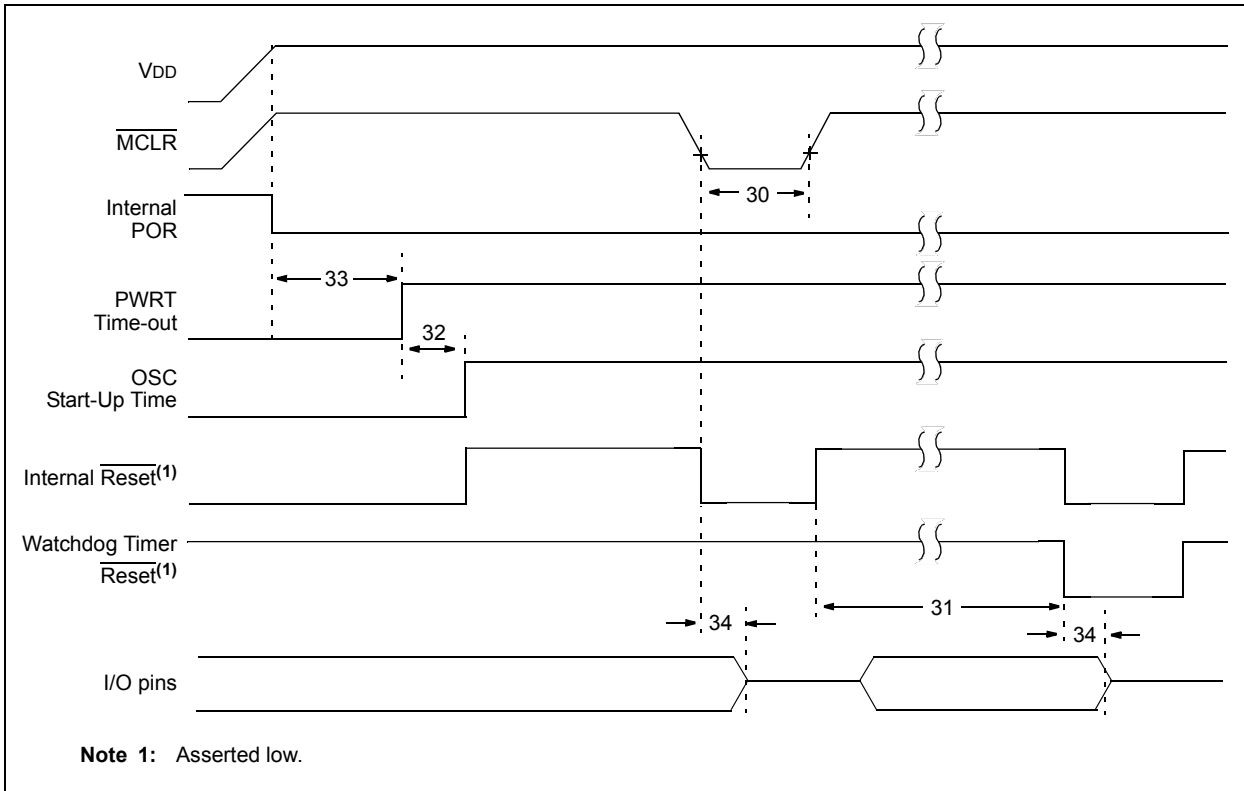 VDD
MCLR
30
Internal
POR
33
PWRT
Time-out
32
OSC
Start-Up Time
Internal Reset(1)
Watchdog Timer
Reset(1)
31
34
34
I/O pins
Note 1: Asserted low.